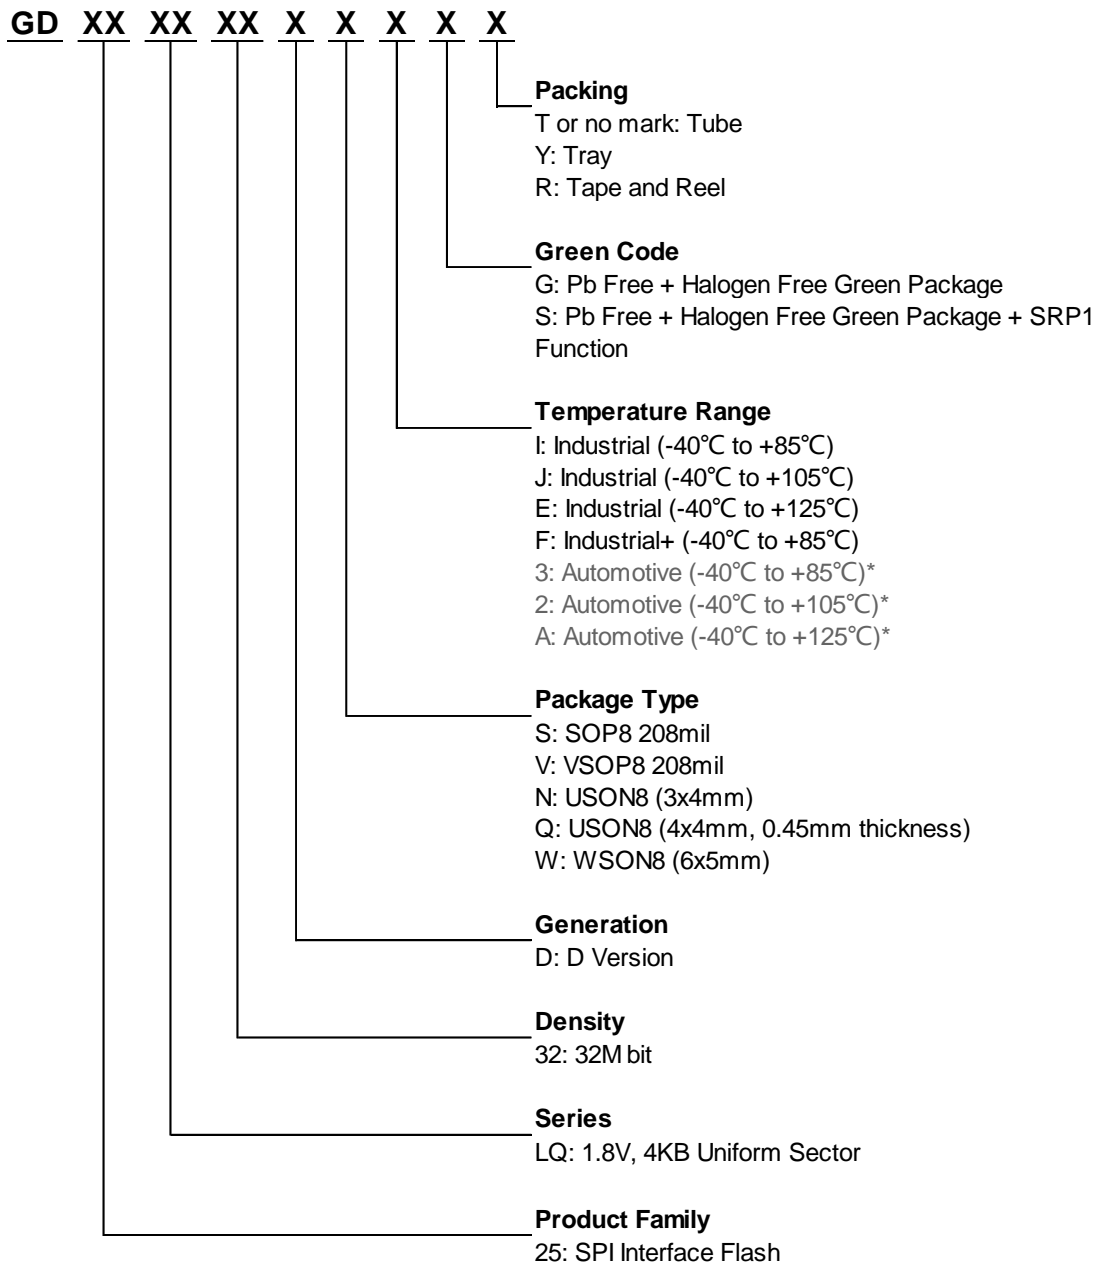 GD XX XX XX X X X X X
Packing
T or no mark: Tube
Y: Tray
R: Tape and Reel
Green Code
G: Pb Free + Halogen Free Green Package
S: Pb Free + Halogen Free Green Package + SRP1
Function
Temperature Range
I: Industrial (-40℃ to +85℃)
J: Industrial (-40℃ to +105℃)
E: Industrial (-40℃ to +125℃)
F: Industrial+ (-40℃ to +85℃)
3: Automotive (-40℃ to +85℃)*
2: Automotive (-40℃ to +105℃)*
A: Automotive (-40℃ to +125℃)*
Package Type
S: SOP8 208mil
V: VSOP8 208mil
N: USON8 (3x4mm)
Q: USON8 (4x4mm, 0.45mm thickness)
W: WSON8 (6x5mm)
Generation
D: D Version
Density
32: 32M bit
Series
LQ: 1.8V, 4KB Uniform Sector
Product Family
25: SPI Interface Flash